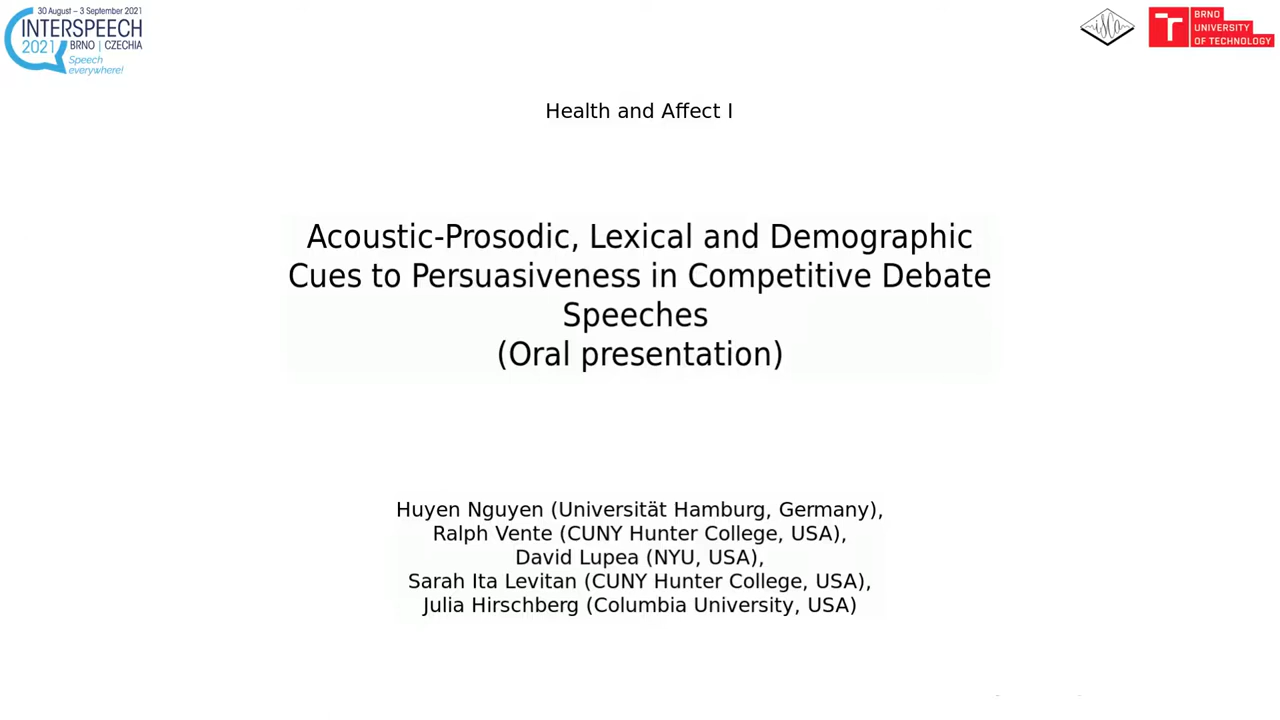 30 August – 3 September 2021
INTERSPEECH
2021 BRNO | CZECHIA
Speech
everywhere!
isca
BRNO
UNIVERSITY
OF TECHNOLOGY
Health and Affect I
Acoustic-Prosodic, Lexical and Demographic
Cues to Persuasiveness in Competitive Debate
Speeches
(Oral presentation)
Huyen Nguyen (Universität Hamburg, Germany),
Ralph Vente (CUNY Hunter College, USA),
David Lupea (NYU, USA),
Sarah Ita Levitan (CUNY Hunter College, USA),
Julia Hirschberg (Columbia University, USA)